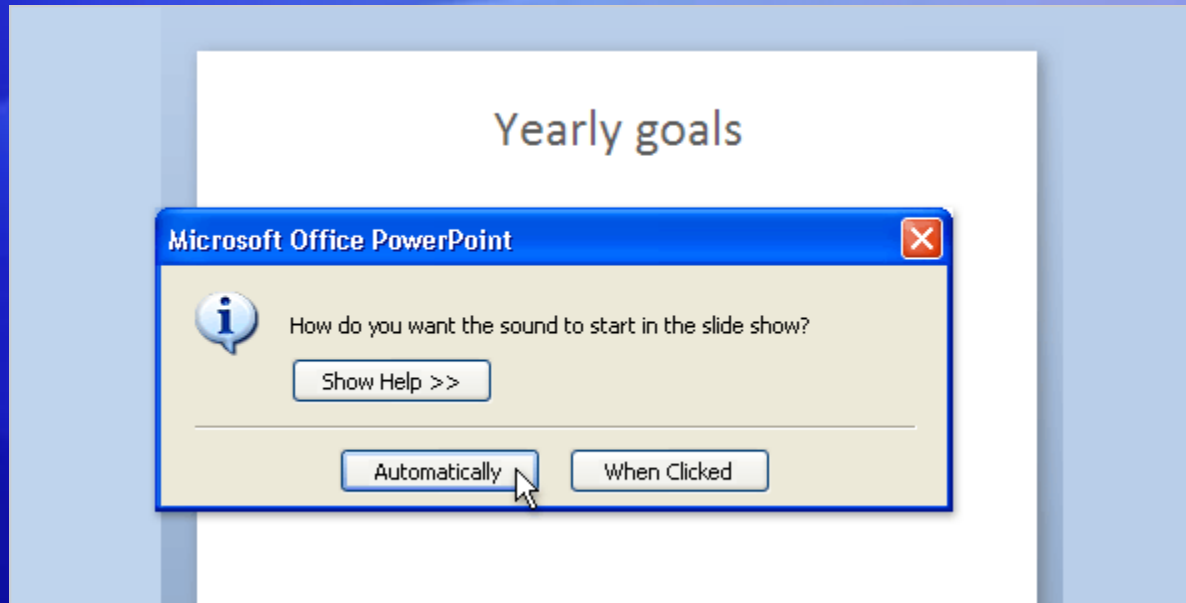 Yearly goals
Microsoft Office PowerPoint
How do you want the sound to start in the slide show?
Show Help >>
Automatically
When Clicked